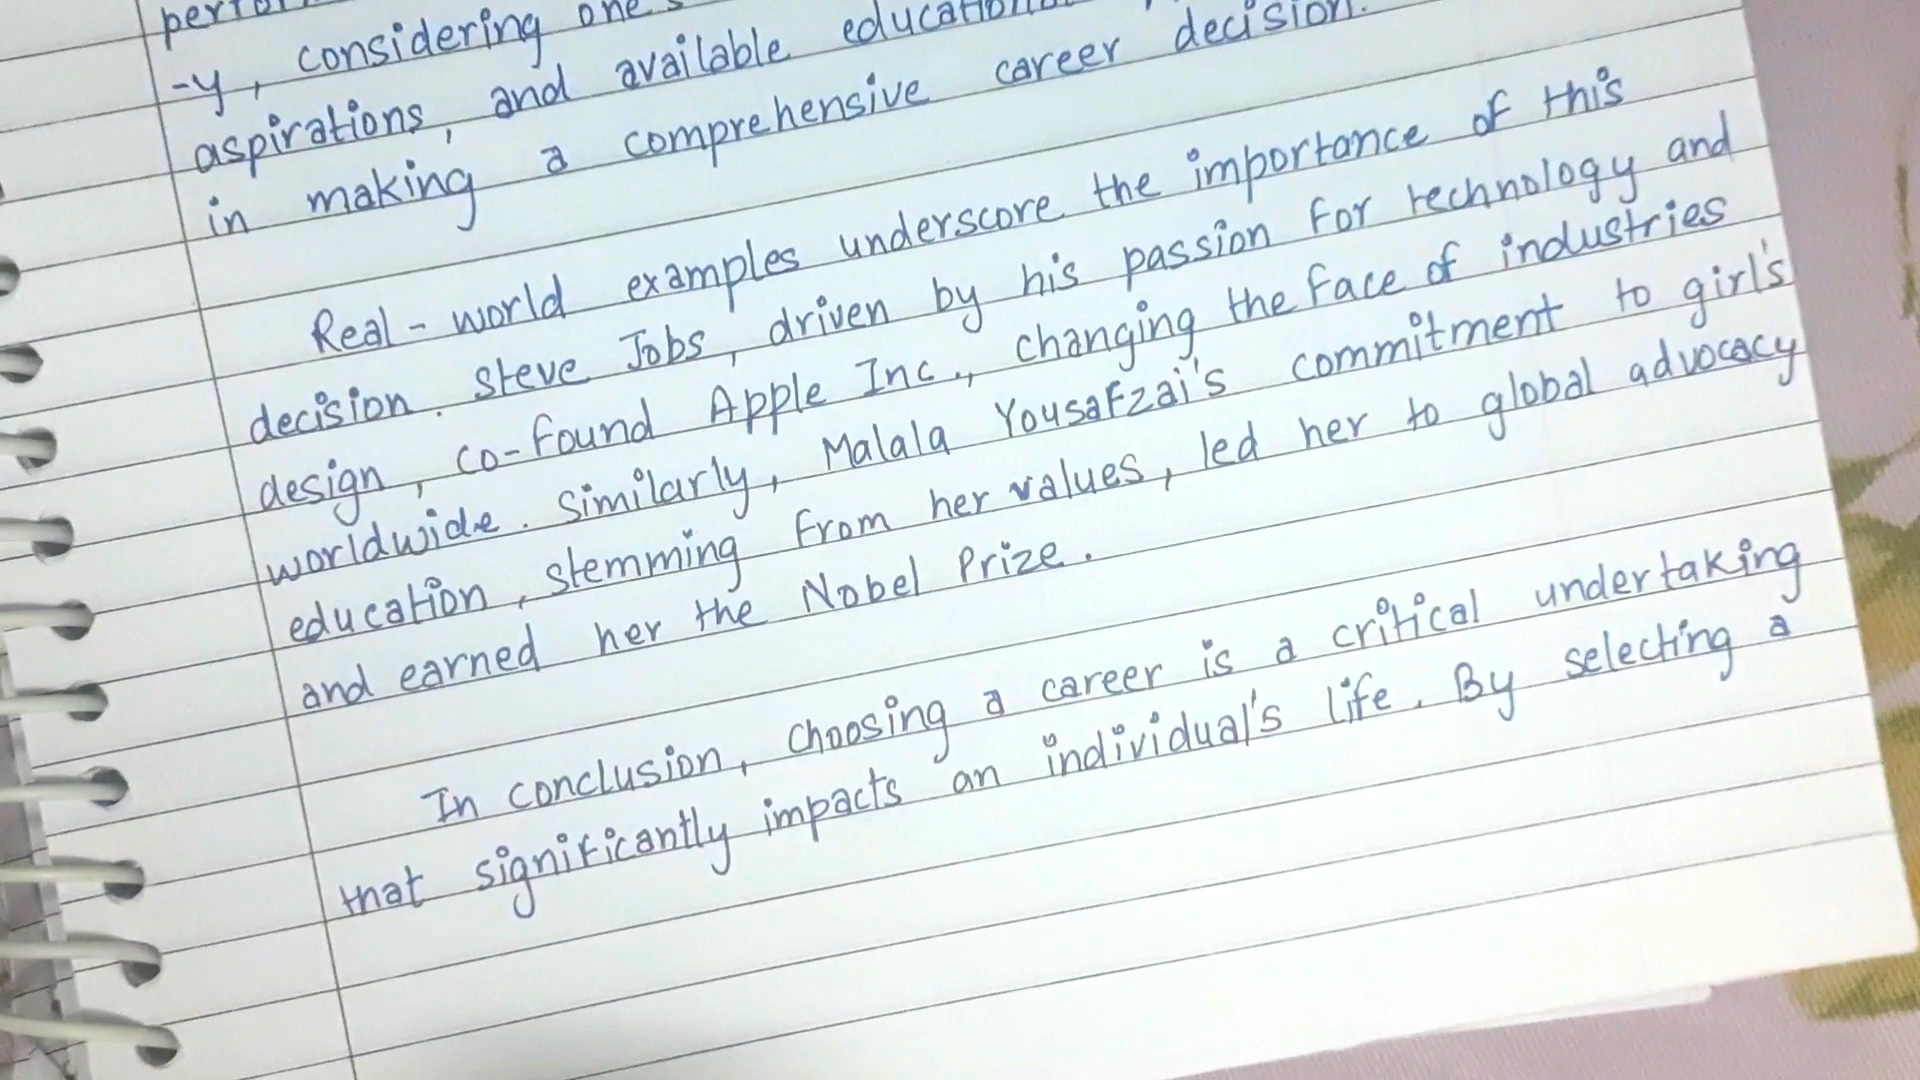 -y, considering one's
aspirations, and available
in making a comprehensive career decision.
Real-world examples underscore the importance of this
decision. Steve Jobs, driven by his passion for technology and
design, co-found Apple Inc., changing the face of industries
worldwide. Similarly, Malala Yousafzai's commitment to girl's
education, stemming from her values, led her to global advocacy
and earned her the Nobel Prize.
In conclusion, choosing a career is a critical undertaking
that significantly impacts an individual's life. By selecting a